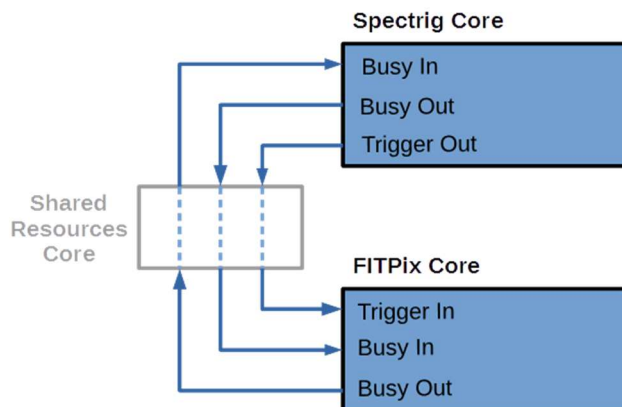 Spectrig Core
Busy In
Busy Out
Trigger Out
Shared
Resources
Core
FITPix Core
Trigger In
Busy In
Busy Out